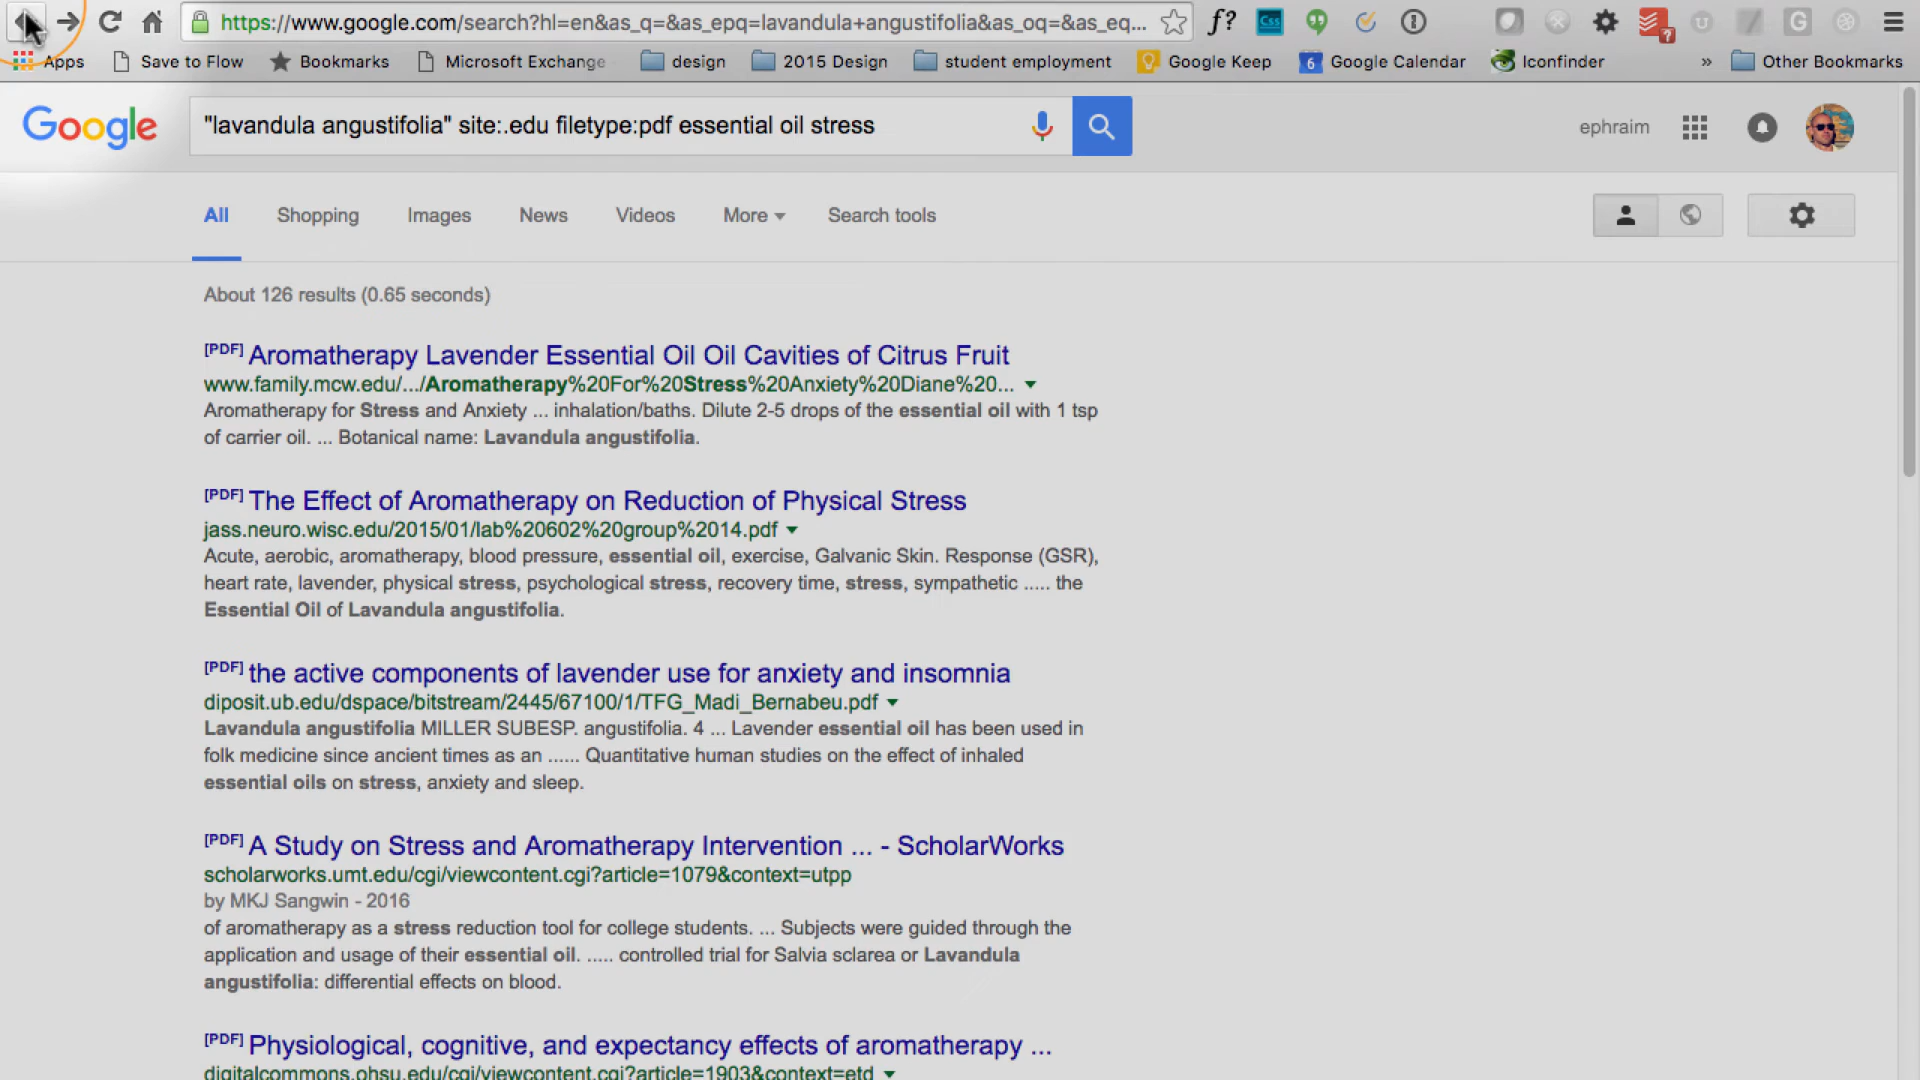 https://www.google.com/search?hl=en&as_q=&as_epq=lavandula+angustifolia&as_oq=&as_eq...
f?
Css
Apps
Save to Flow
Bookmarks
Microsoft Exchange
design
2015 Design
student employment
Google Keep
6
Google Calendar
Iconfinder
»
Other Bookmarks
Google
"lavandula angustifolia" site:.edu filetype:pdf essential oil stress
ephraim
All
Shopping
Images
News
Videos
More
Search tools
About 126 results (0.65 seconds)
[PDF] Aromatherapy Lavender Essential Oil Oil Cavities of Citrus Fruit
www.family.mcw.edu/.../Aromatherapy%20For%20Stress%20Anxiety%20Diane%20...
Aromatherapy for Stress and Anxiety ... inhalation/baths. Dilute 2-5 drops of the essential oil with 1 tsp
of carrier oil. ... Botanical name: Lavandula angustifolia.
[PDF] The Effect of Aromatherapy on Reduction of Physical Stress
jass.neuro.wisc.edu/2015/01/lab%20602%20group%2014.pdf
Acute, aerobic, aromatherapy, blood pressure, essential oil, exercise, Galvanic Skin. Response (GSR),
heart rate, lavender, physical stress, psychological stress, recovery time, stress, sympathetic ..... the
Essential Oil of Lavandula angustifolia.
[PDF] the active components of lavender use for anxiety and insomnia
diposit.ub.edu/dspace/bitstream/2445/67100/1/TFG_Madi_Bernabeu.pdf
Lavandula angustifolia MILLER SUBESP. angustifolia. 4 ... Lavender essential oil has been used in
folk medicine since ancient times as an ...... Quantitative human studies on the effect of inhaled
essential oils on stress, anxiety and sleep.
[PDF] A Study on Stress and Aromatherapy Intervention ... - ScholarWorks
scholarworks.umt.edu/cgi/viewcontent.cgi?article=1079&context=utpp
by MKJ Sangwin - 2016
of aromatherapy as a stress reduction tool for college students. ... Subjects were guided through the
application and usage of their essential oil. ..... controlled trial for Salvia sclarea or Lavandula
angustifolia: differential effects on blood.
[PDF] Physiological, cognitive, and expectancy effects of aromatherapy ...
digitalcommons.ohsu.edu/cgi/viewcontent.cgi?article=1903&context=etd